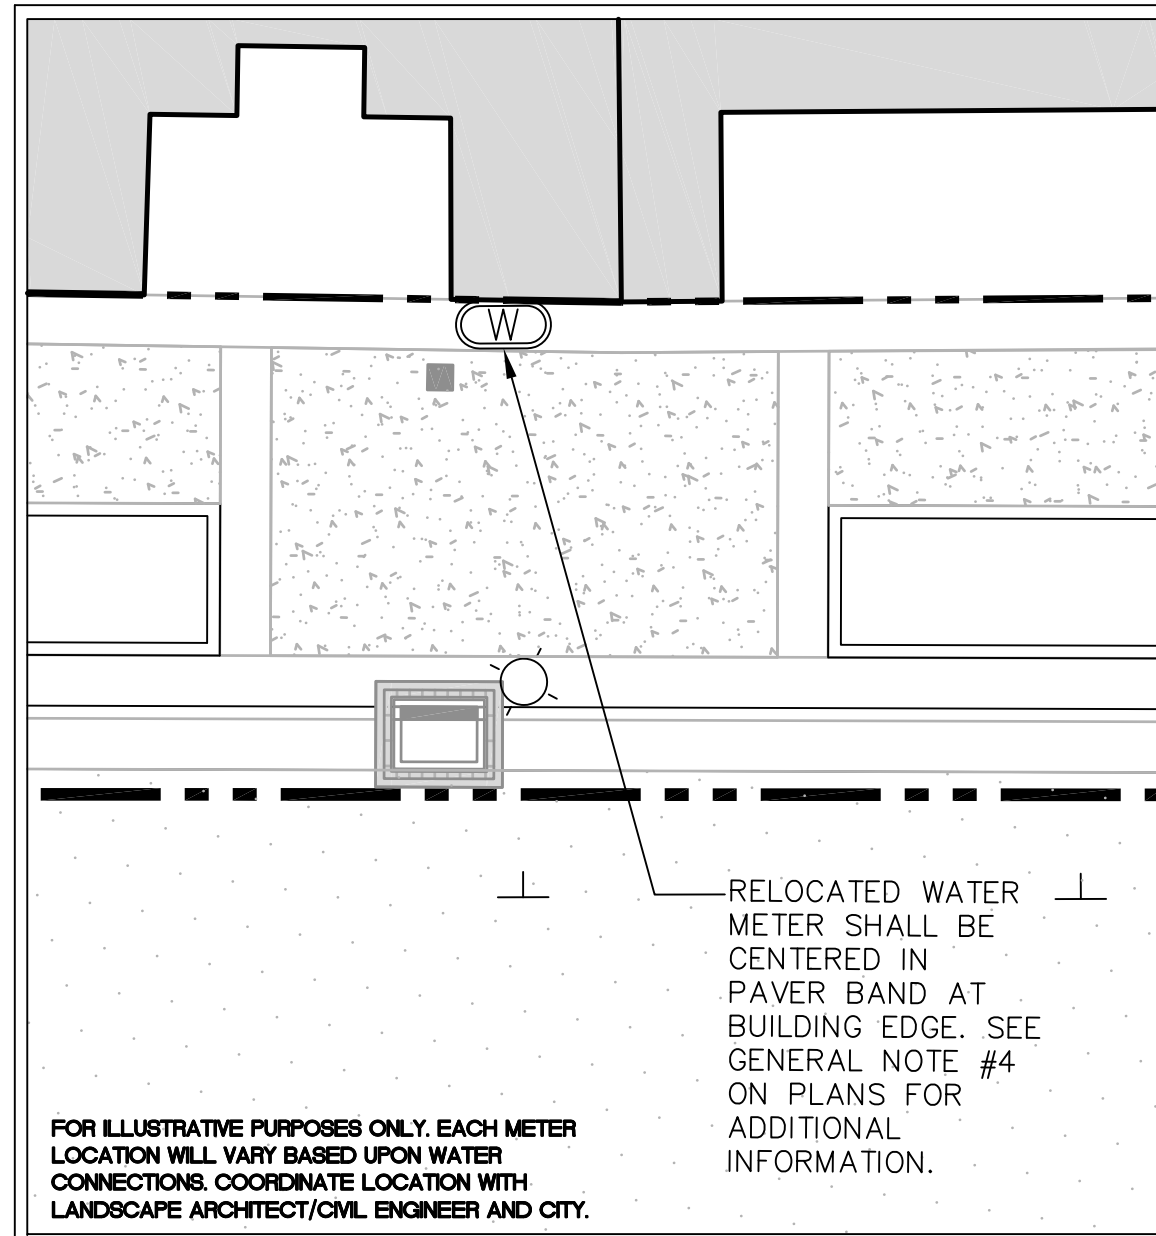 W
RELOCATED WATER
METER SHALL BE
CENTERED IN
PAVER BAND AT
BUILDING EDGE. SEE
GENERAL NOTE #4
ON PLANS FOR
ADDITIONAL
INFORMATION.
FOR ILLUSTRATIVE PURPOSES ONLY. EACH METER
LOCATION WILL VARY BASED UPON WATER
CONNECTIONS. COORDINATE LOCATION WITH
LANDSCAPE ARCHITECT/CIVIL ENGINEER AND CITY.